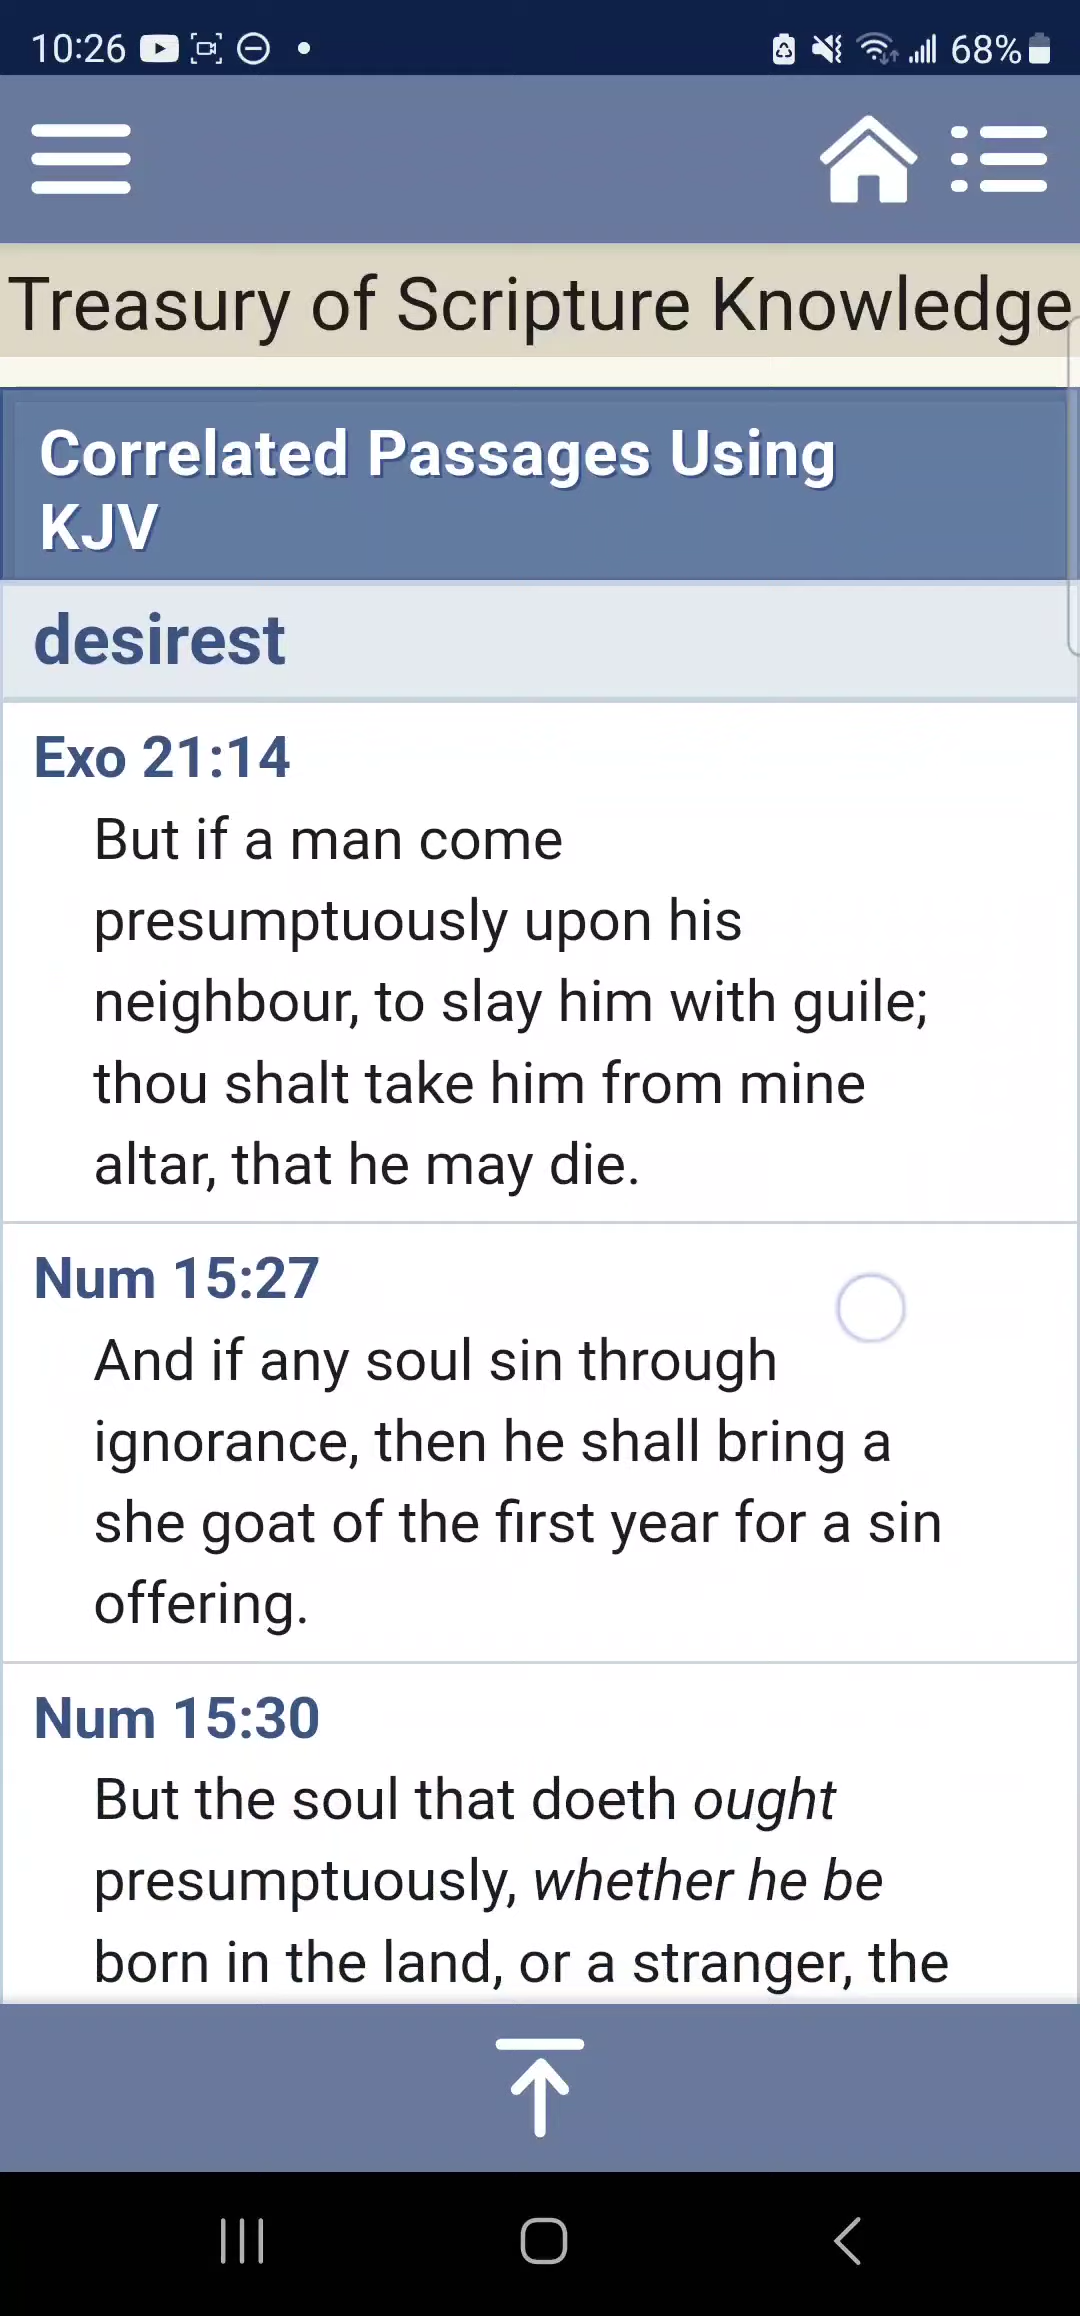 10:26
68%
Treasury of Scripture Knowledge
Correlated Passages Using
KJV
desirest
Exo 21:14
But if a man come
presumptuously upon his
neighbour, to slay him with guile;
thou shalt take him from mine
altar, that he may die.
Num 15:27
And if any soul sin through
ignorance, then he shall bring a
she goat of the first year for a sin
offering.
Num 15:30
But the soul that doeth ought
presumptuously, whether he be
born in the land, or a stranger, the